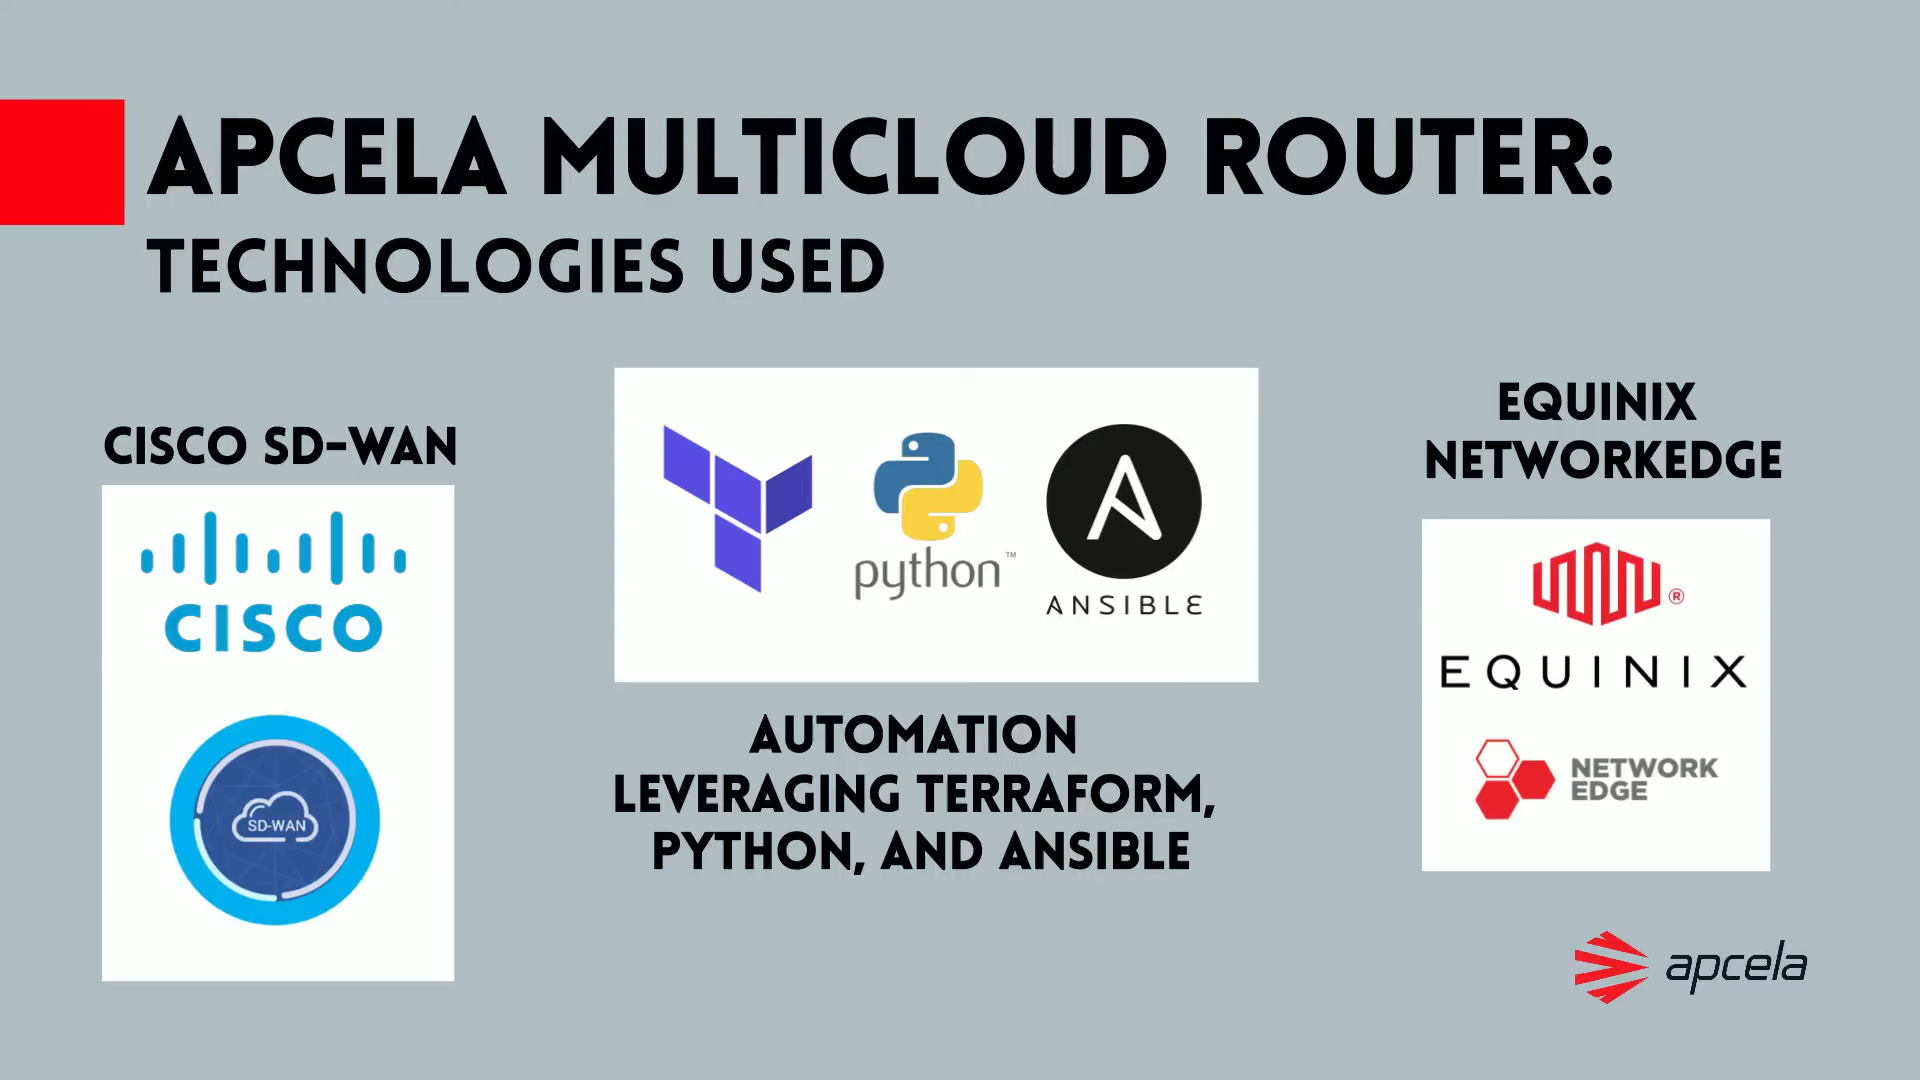 APCELA MULTICLOUD ROUTER:
TECHNOLOGIES USED
CISCO SD-WAN
CISCO
SD-WAN
python™
ANSIBLE
AUTOMATION
LEVERAGING TERRAFORM,
PYTHON, AND ANSIBLE
EQUINIX
NETWORKEDGE
®
EQUINIX
NETWORK
EDGE
apcela